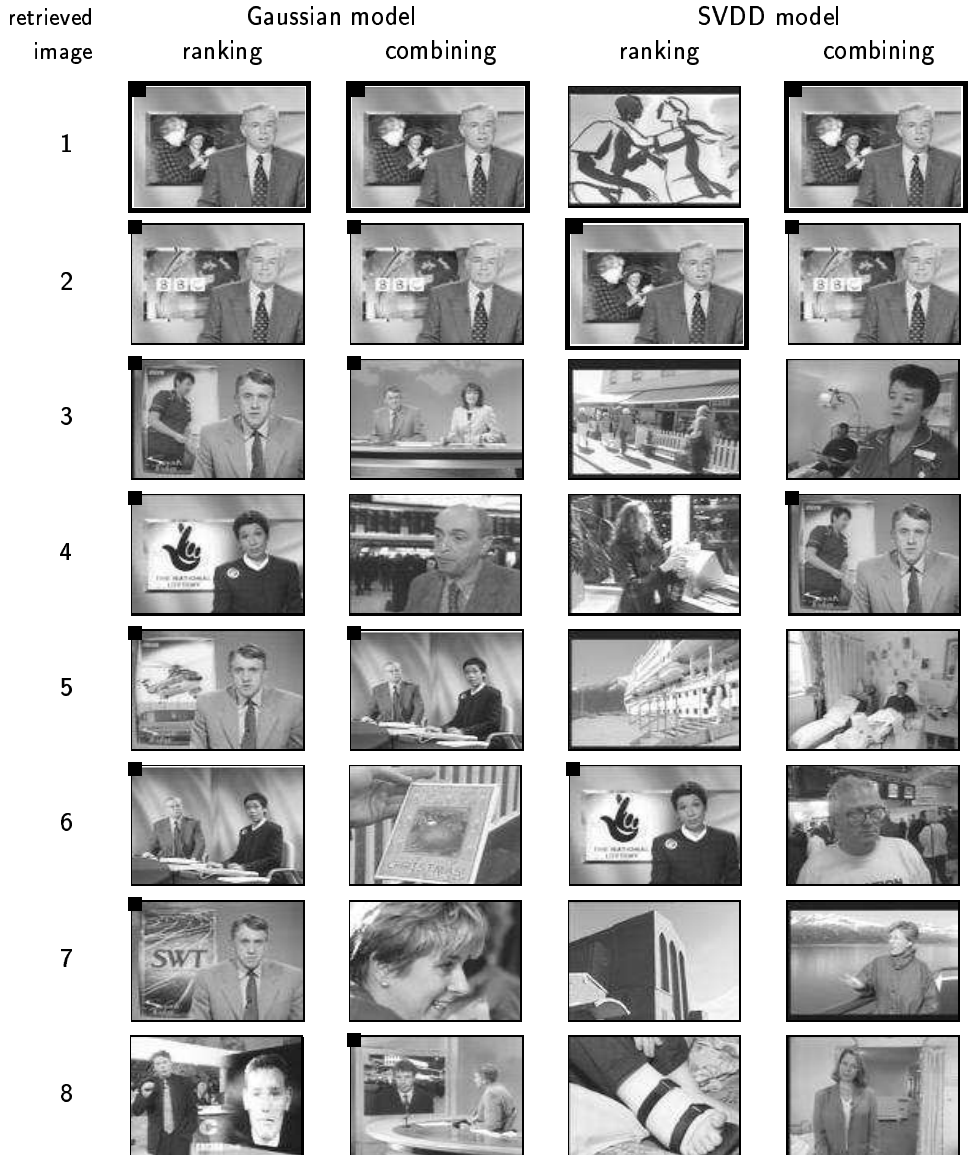 retrieved Gaussian model SVDD model
image ranking combining ranking combining
1
2
BBC BBC BBC
3
4
THE NATIONAL
LOTTERY
5
6
CHRISTMAS
THE NATIONAL
LOTTERY
7
SWT
8